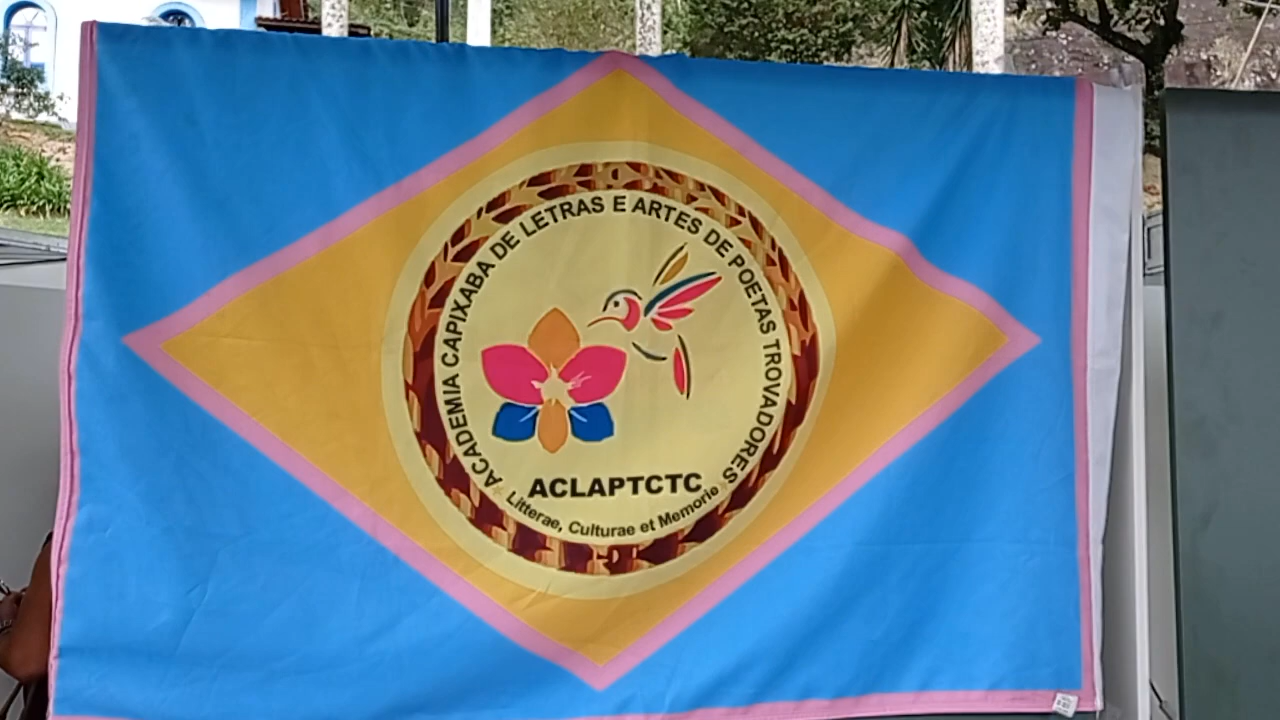 ACADEMIA CAPIXABA DE LETRAS E ARTES DE POETAS TROVADORES
ACLAPTCTC
Litterae, Culturae et Memorie